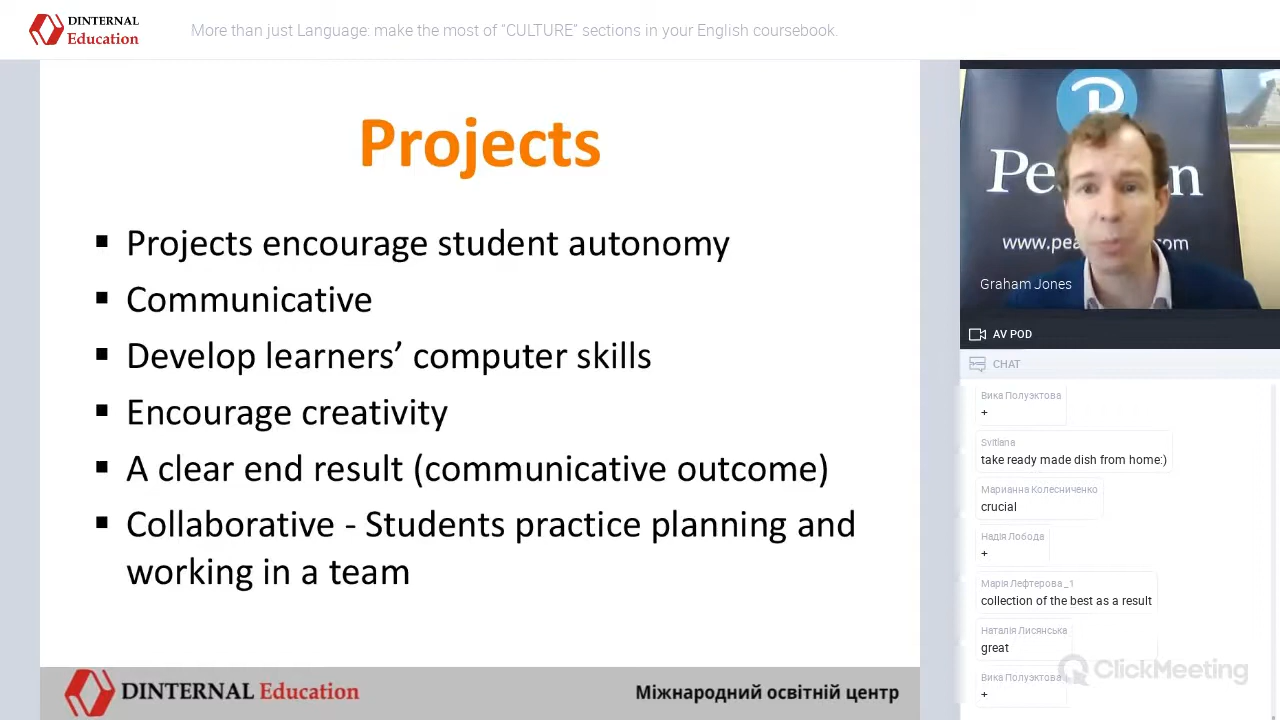 DINTERNAL
Education
More than just Language: make the most of “CULTURE” sections in your English coursebook.
Projects
▪ Projects encourage student autonomy
▪ Communicative
▪ Develop learners’ computer skills
▪ Encourage creativity
▪ A clear end result (communicative outcome)
▪ Collaborative - Students practice planning and
working in a team
DINTERNAL Education
Міжнародний освітній центр
Pe n
www.pea com
Graham Jones
AV POD
CHAT
Вика Полуэктова
+
Svitlana
take ready made dish from home:)
Марианна Колесниченко
crucial
Надія Лобода
+
Марія Лефтерова_1
collection of the best as a result
Наталія Лисянська
great
Вика Полуэктова
+
ClickMeeting